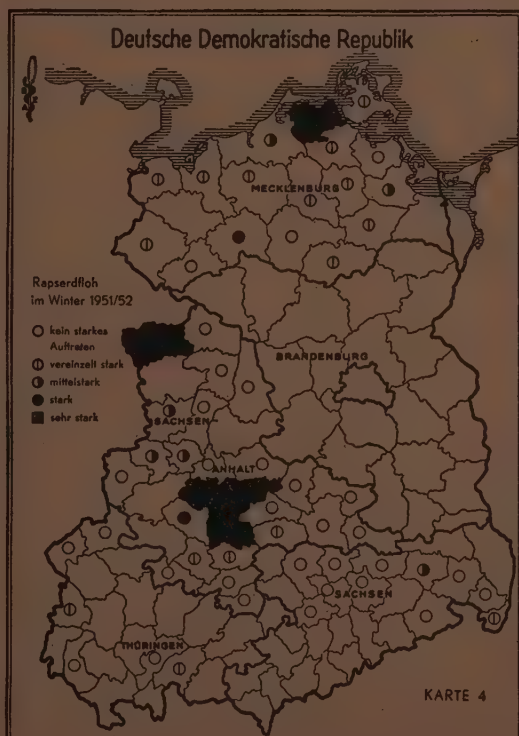 Deutsche Demokratische Republik
MECKLENBURG
Rapserdfloh
im Winter 1951/52
kein starkes
Auftreten
vereinzelt stark
mittelstark
stark
sehr stark
BRANDENBURG
SACHSEN-
ANHALT
SACHSEN
THÜRINGEN
KARTE 4